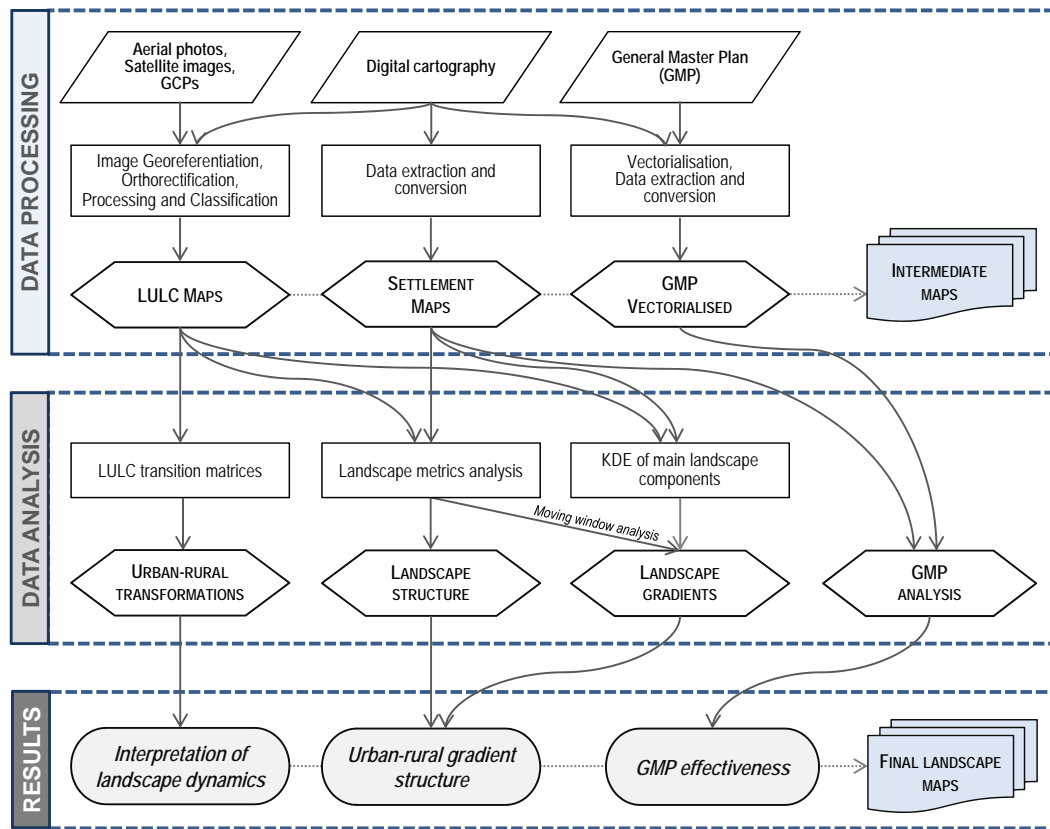 DATA PROCESSING
Aerial photos,
Satellite images,
GCPs
Digital cartography
General Master Plan
(GMP)
Image Georeferentiation,
Orthorectification,
Processing and Classification
Data extraction and
conversion
Vectorialisation,
Data extraction and
conversion
LULC MAPS
SETTLEMENT
MAPS
GMP
VECTORIALISED
INTERMEDIATE
MAPS
DATA ANALYSIS
LULC transition matrices
Landscape metrics analysis
KDE of main landscape
components
Moving window analysis
URBAN-RURAL
TRANSFORMATIONS
LANDSCAPE
STRUCTURE
LANDSCAPE
GRADIENTS
GMP
ANALYSIS
RESULTS
Interpretation of
landscape dynamics
Urban-rural gradient
structure
GMP effectiveness
FINAL LANDSCAPE
MAPS